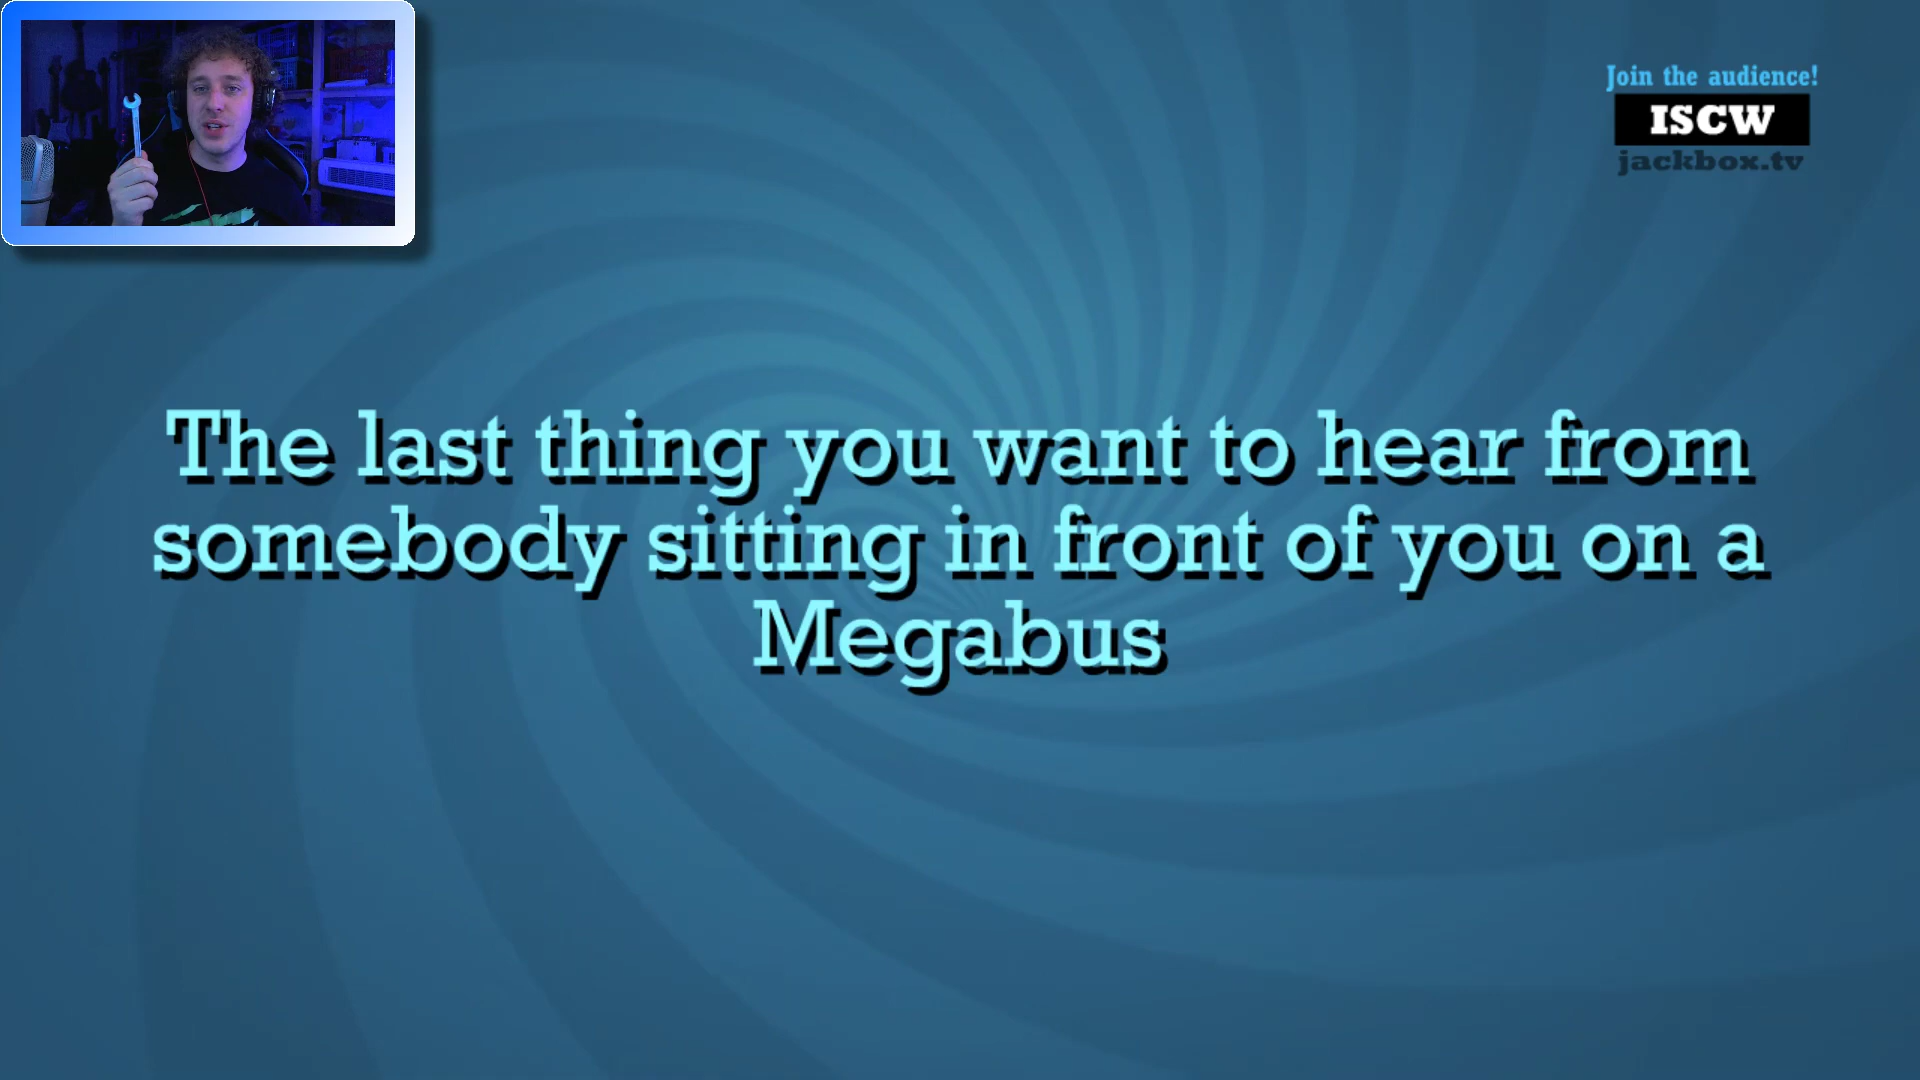 Join the audience!
ISCW
jackbox.tv
The last thing you want to hear from
somebody sitting in front of you on a
Megabus